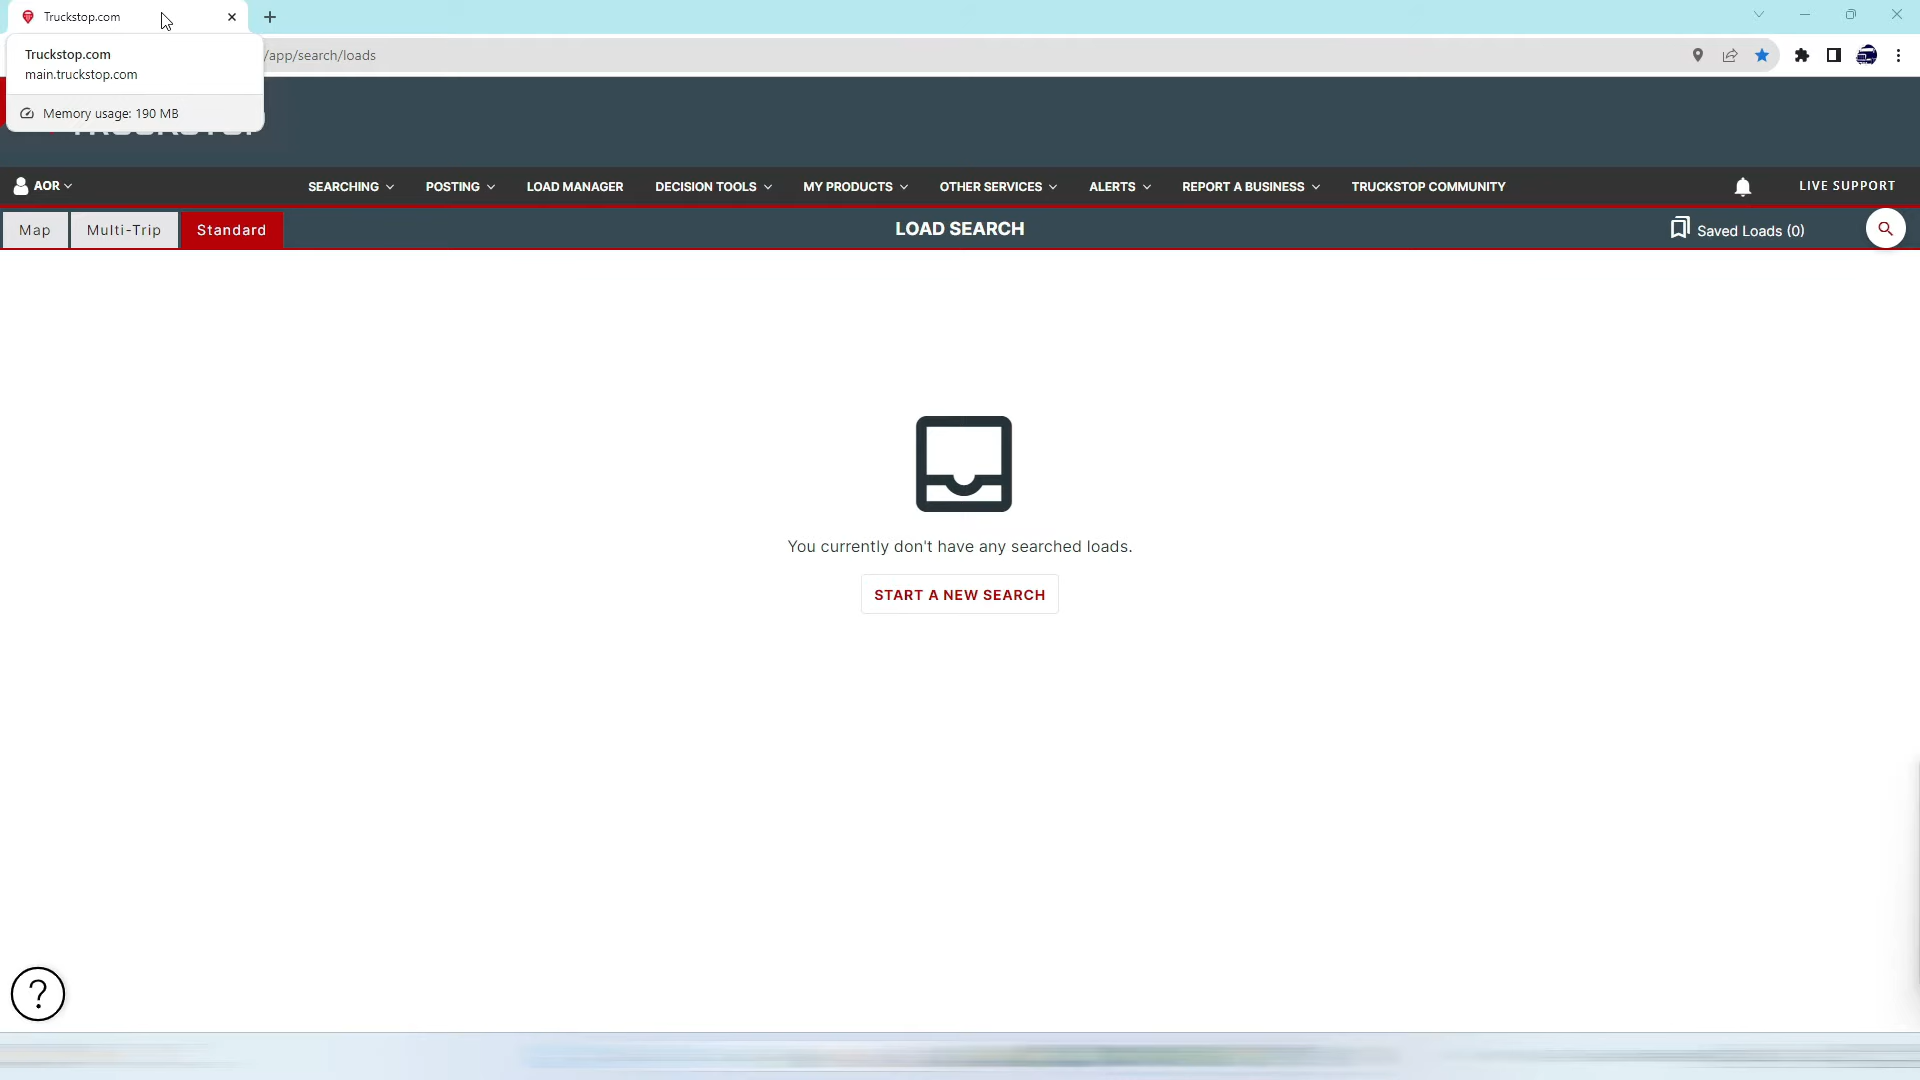 Truckstop.com
Truckstop.com
main.truckstop.com
/app/search/loads
Memory usage: 190 MB
AOR
SEARCHING
POSTING
LOAD MANAGER
DECISION TOOLS
MY PRODUCTS
OTHER SERVICES
ALERTS
REPORT A BUSINESS
TRUCKSTOP COMMUNITY
LIVE SUPPORT
Map
Multi-Trip
Standard
LOAD SEARCH
Saved Loads (0)
You currently don't have any searched loads.
START A NEW SEARCH
?